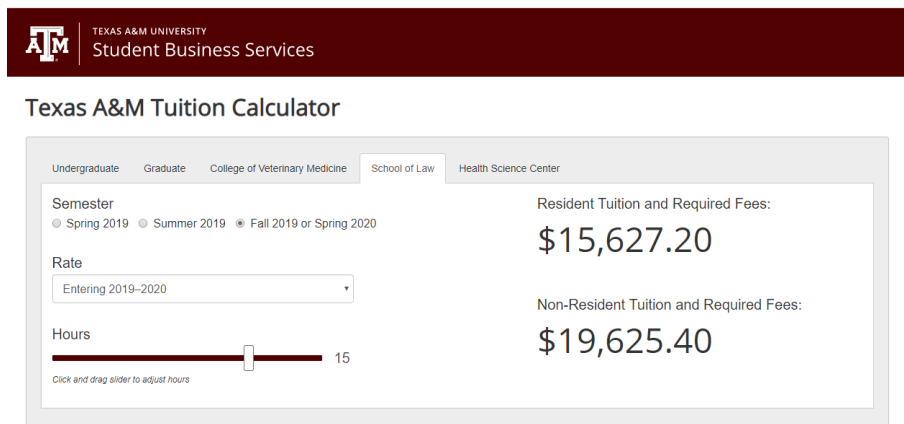 ĀM
TEXAS A&M UNIVERSITY
Student Business Services
Texas A&M Tuition Calculator
Undergraduate Graduate College of Veterinary Medicine School of Law Health Science Center
Semester
Spring 2019 Summer 2019 Fall 2019 or Spring 2020
Rate
Entering 2019–2020
Hours
15
Click and drag slider to adjust hours
Resident Tuition and Required Fees:
$15,627.20
Non-Resident Tuition and Required Fees:
$19,625.40